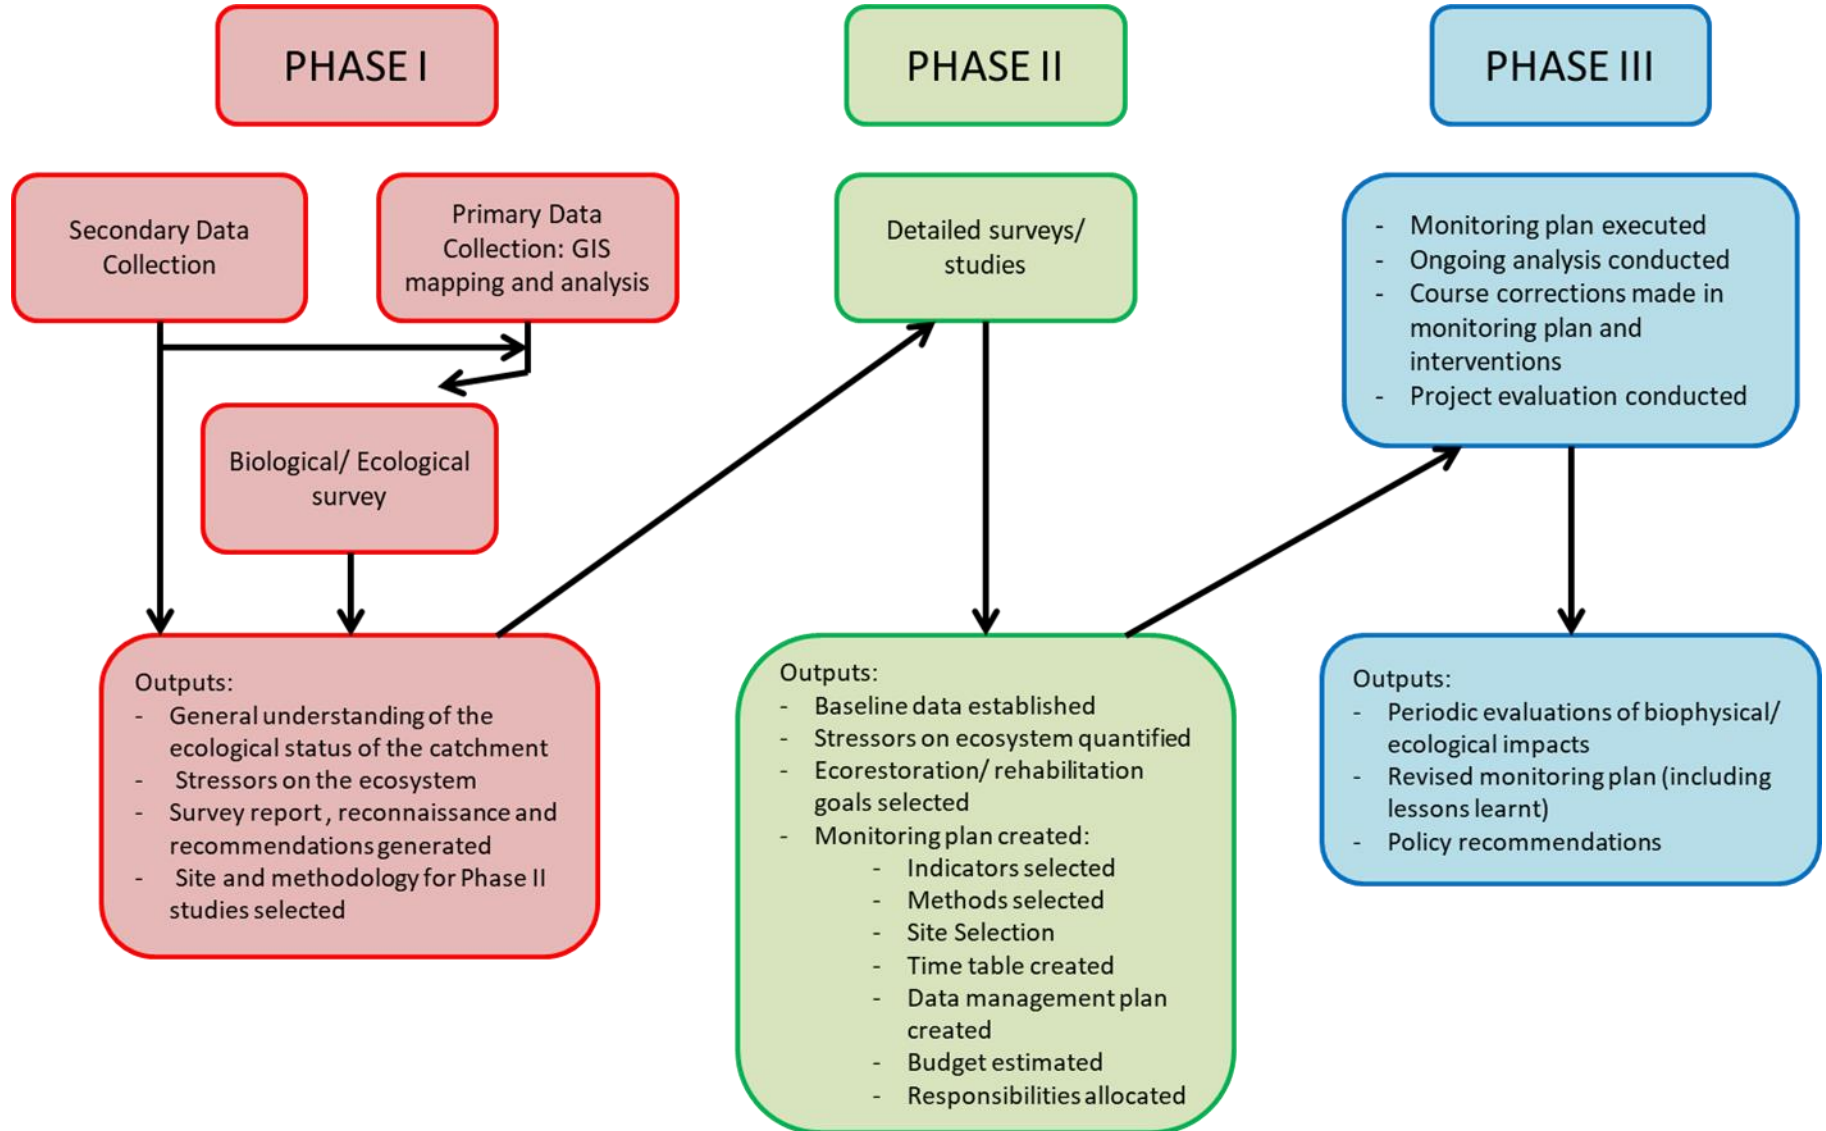 PHASE I
PHASE II
PHASE III
Secondary Data
Collection
Primary Data
Collection: GIS
mapping and analysis
Biological/ Ecological
survey
Outputs:
- General understanding of the
ecological status of the catchment
- Stressors on the ecosystem
- Survey report, reconnaissance and
recommendations generated
- Site and methodology for Phase II
studies selected
Detailed surveys/
studies
Outputs:
- Baseline data established
- Stressors on ecosystem quantified
- Ecorestoration/ rehabilitation
goals selected
- Monitoring plan created:
- Indicators selected
- Methods selected
- Site Selection
- Time table created
- Data management plan
created
- Budget estimated
- Responsibilities allocated
- Monitoring plan executed
- Ongoing analysis conducted
- Course corrections made in
monitoring plan and
interventions
- Project evaluation conducted
Outputs:
- Periodic evaluations of biophysical/
ecological impacts
- Revised monitoring plan (including
lessons learnt)
- Policy recommendations